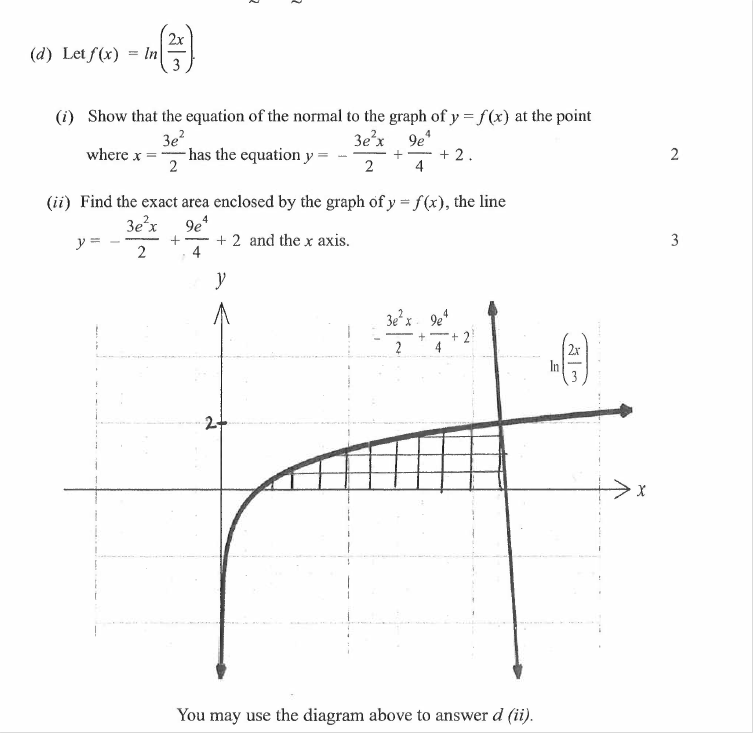 (d) Let f(x) = ln(2x/3).
(i) Show that the equation of the normal to the graph of y = f(x) at the point
where x = 3e²/2 has the equation y = - 3e²x/2 + 9e⁴/4 + 2 . 2
(ii) Find the exact area enclosed by the graph of y = f(x), the line
y = - 3e²x/2 + 9e⁴/4 + 2 and the x axis. 3
y
- 3e²x/2 + 9e⁴/4 + 2
ln(2x/3)
2
x
You may use the diagram above to answer d (ii).